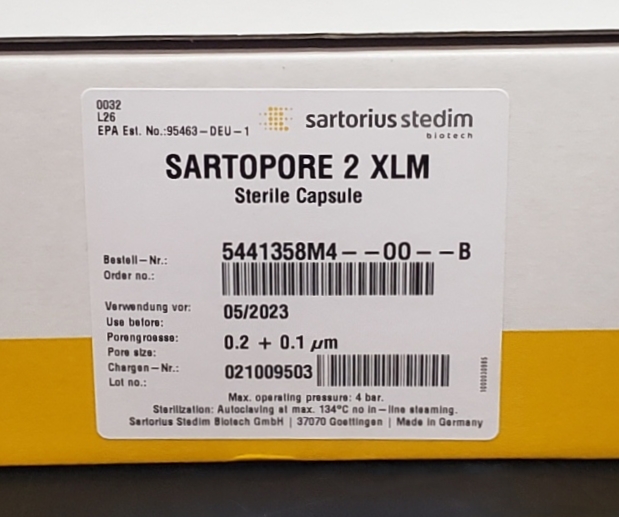 0032
L26
EPA Est. No.:95463-DEU-1
sartorius stedim
biotech
SARTOPORE 2 XLM
Sterile Capsule
Bestell-Nr.:
Order no.:
5441358M4--00--B
Verwendung vor:
Use before:
05/2023
Porengroesse:
Pore size:
0.2 + 0.1 µm
Chargen-Nr.:
Lot no.:
021009503
Max. operating pressure: 4 bar.
Sterilization: Autoclaving at max. 134°C no in-line steaming.
Sartorius Stedim Biotech GmbH | 37070 Goettingen | Made in Germany